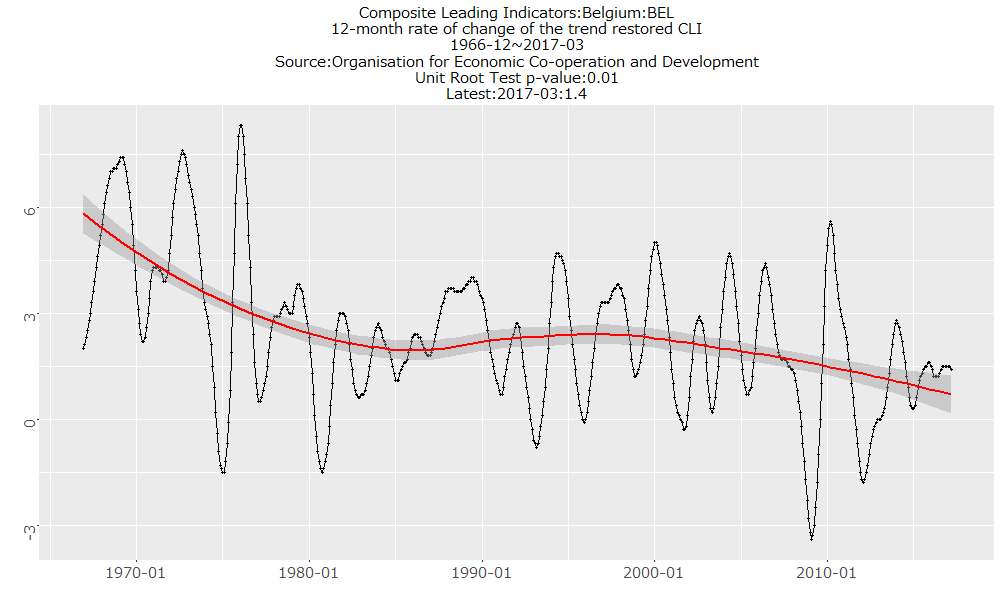 Composite Leading Indicators:Belgium:BEL
12-month rate of change of the trend restored CLI
1966-12~2017-03
Source:Organisation for Economic Co-operation and Development
Unit Root Test p-value:0.01
Latest:2017-03:1.4
6
3
0
-3
1970-01 1980-01 1990-01 2000-01 2010-01